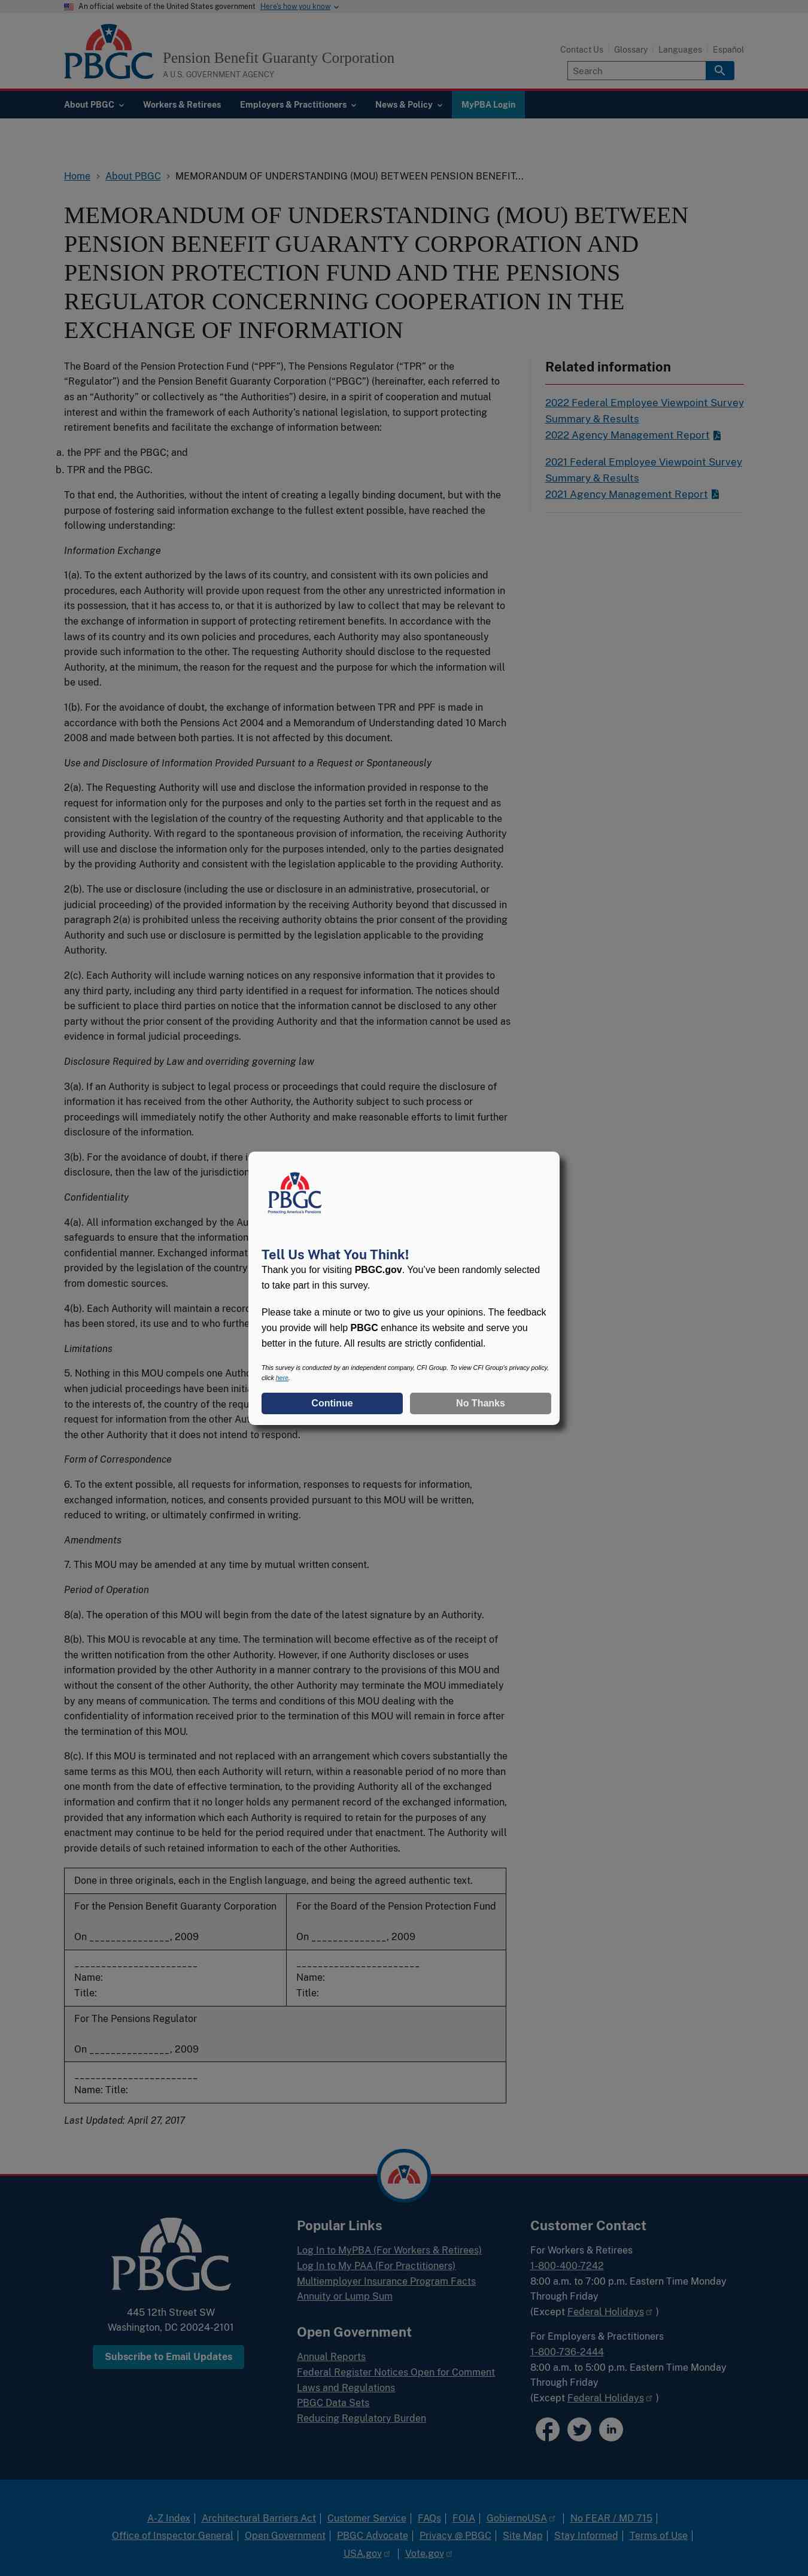 An official website of the United States government Here's how you know
PBGC
Pension Benefit Guaranty Corporation
A U.S. GOVERNMENT AGENCY
Contact Us Glossary Languages Español
Search
About PBGC Workers & Retirees Employers & Practitioners News & Policy MyPBA Login
Home About PBGC MEMORANDUM OF UNDERSTANDING (MOU) BETWEEN PENSION BENEFIT...
MEMORANDUM OF UNDERSTANDING (MOU) BETWEEN
PENSION BENEFIT GUARANTY CORPORATION AND
PENSION PROTECTION FUND AND THE PENSIONS
REGULATOR CONCERNING COOPERATION IN THE
EXCHANGE OF INFORMATION
The Board of the Pension Protection Fund (“PPF”), The Pensions Regulator (“TPR” or the
“Regulator”) and the Pension Benefit Guaranty Corporation (“PBGC”) (hereinafter, each referred to
as an “Authority” or collectively as “the Authorities”) desire, in a spirit of cooperation and mutual
interest and within the framework of each Authority’s national legislation, to support protecting
retirement benefits and facilitate the exchange of information shared between:
a. the PPF and the PBGC; and
b. TPR and the PBGC.
To that end, the Authorities, without the intent of creating a legally binding document, but with the
purpose of fostering said information exchange to the fullest extent possible, have reached the
following understanding:
Information Exchange
1(a). To the extent authorized by the laws of its country, and consistent with its own policies and
procedures, each Authority will provide upon request from the other any unrestricted information in
its possession, that it has access to, or that it is authorized by law to collect that may be relevant to
the exchange of information in support of protecting retirement benefits. In accordance with the
laws of its country and its own policies and procedures, each Authority may also spontaneously
provide such information to the other. The requesting Authority should disclose to the requested
Authority, at the minimum, the reason for the request and the purpose for which the information will
be used.
1(b). For the avoidance of doubt, the exchange of information between TPR and PPF is made in
accordance with both the Pensions Act 2004 and a Memorandum of Understanding dated 10 March
2008 and made between both parties. It is not affected by this document.
Use and Disclosure of Information Provided Pursuant to a Request or Spontaneously
2(a). The Requesting Authority will use and disclose the information provided in response to the
request for information only for the purposes and only to the parties set forth in the request and as
consistent with the legislation of the country of the requesting Authority and that applicable to the
providing Authority. With regard to the spontaneous provision of information, the receiving Authority
will use and disclose the information only for the purposes intended, only to the parties designated
by the providing Authority and consistent with the legislation applicable to the providing Authority.
2(b). The use or disclosure (including the use or disclosure in an administrative, prosecutorial, or
judicial proceeding) of the provided information by the receiving Authority beyond that discussed in
paragraph 2(a) is prohibited unless the receiving authority obtains the prior consent of the providing
Authority and such use or disclosure is permitted by the legislation applicable to the providing
Authority.
2(c). Each Authority will include warning notices on any responsive information that it provides to
any third party, including any third party identified in a request for information. The notices should
be sufficient to place third parties on notice that the information cannot be disclosed to any other
party without the prior consent of the providing Authority and that the information cannot be used as
evidence in formal judicial proceedings.
Disclosure Required by Law and overriding governing law
3(a). If an Authority is subject to legal process or proceedings that could require the disclosure of
information it has received from the other Authority, the Authority subject to such process or
proceedings will immediately notify the other Authority and make reasonable efforts to limit further
disclosure of the information.
3(b). For the avoidance of doubt, if there i
disclosure, then the law of the jurisdiction
Confidentiality
4(a). All information exchanged by the Au
safeguards to ensure that the information
confidential manner. Exchanged informat
provided by the legislation of the country
from domestic sources.
4(b). Each Authority will maintain a record
has been stored, its use and to who furthe
Limitations
5. Nothing in this MOU compels one Autho
when judicial procedures have been initia
to the interests of, the country of the requ
request for information from the other Aut
the other Authority that it does not intend to respond.
Form of Correspondence
6. To the extent possible, all requests for information, responses to requests for information,
exchanged information, notices, and consents provided pursuant to this MOU will be written,
reduced to writing, or ultimately confirmed in writing.
Amendments
7. This MOU may be amended at any time by mutual written consent.
Period of Operation
8(a). The operation of this MOU will begin from the date of the latest signature by an Authority.
8(b). This MOU is revocable at any time. The termination will become effective as of the receipt of
the written revocation. However, if one Authority without authorization discloses or uses
information provided by the other Authority in a manner contrary to the provisions of this MOU and
without the consent of the other Authority, the other Authority may terminate the MOU immediately
by any means of communication. The terms and conditions of this MOU dealing with the
confidentiality of information received prior to the termination of this MOU will remain in force after
the termination of this MOU.
8(c). If this MOU is terminated and not replaced with an arrangement which covers substantially the
same terms as this MOU, then each Authority will return, within a reasonable period of no more than
one month from the date of effective termination, to the providing Authority all of the exchanged
information and confirm that it no longer has any permanent records of the exchanged information,
provided that any information which each Authority is required to retain for the purposes of any
enactment may continue to be held for the period required under that enactment. The Authority will
provide details of such retained information to each of the other Authorities.
Done in three originals, each in the English language, and being the agreed authentic text.
For the Pension Benefit Guaranty Corporation For the Board of the Pension Protection Fund
On _______________, 2009 On ______________, 2009
_______________________ _______________________
Name: Name:
Title: Title:
For The Pensions Regulator
On _______________, 2009
_______________________
Name: Title:
Last Updated: April 27, 2017
Related information
2022 Federal Employee Viewpoint Survey
Summary & Results
2022 Agency Management Report
2021 Federal Employee Viewpoint Survey
Summary & Results
2021 Agency Management Report
PBGC
Protecting America's Pensions
Tell Us What You Think!
Thank you for visiting PBGC.gov. You’ve been randomly selected
to take part in this survey.
Please take a minute or two to give us your opinions. The feedback
you provide will help PBGC enhance its website and serve you
better in the future. All results are strictly confidential.
This survey is conducted by an independent company, CFI Group. To view CFI Group's privacy policy,
click here.
Continue No Thanks
PBGC
445 12th Street SW
Washington, DC 20024-2101
Subscribe to Email Updates
Popular Links
Log In to MyPBA (For Workers & Retirees)
Log In to My PAA (For Practitioners)
Multiemployer Insurance Program Facts
Annuity or Lump Sum
Open Government
Annual Reports
Federal Register Notices Open for Comment
Laws and Regulations
PBGC Data Sets
Reducing Regulatory Burden
Customer Contact
For Workers & Retirees
1-800-400-7242
8:00 a.m. to 7:00 p.m. Eastern Time Monday
Through Friday
(Except Federal Holidays )
For Employers & Practitioners
1-800-736-2444
8:00 a.m. to 5:00 p.m. Eastern Time Monday
Through Friday
(Except Federal Holidays )
A-Z Index Architectural Barriers Act Customer Service FAQs FOIA GobiernoUSA No FEAR / MD 715
Office of Inspector General Open Government PBGC Advocate Privacy @ PBGC Site Map Stay Informed Terms of Use
USA.gov Vote.gov